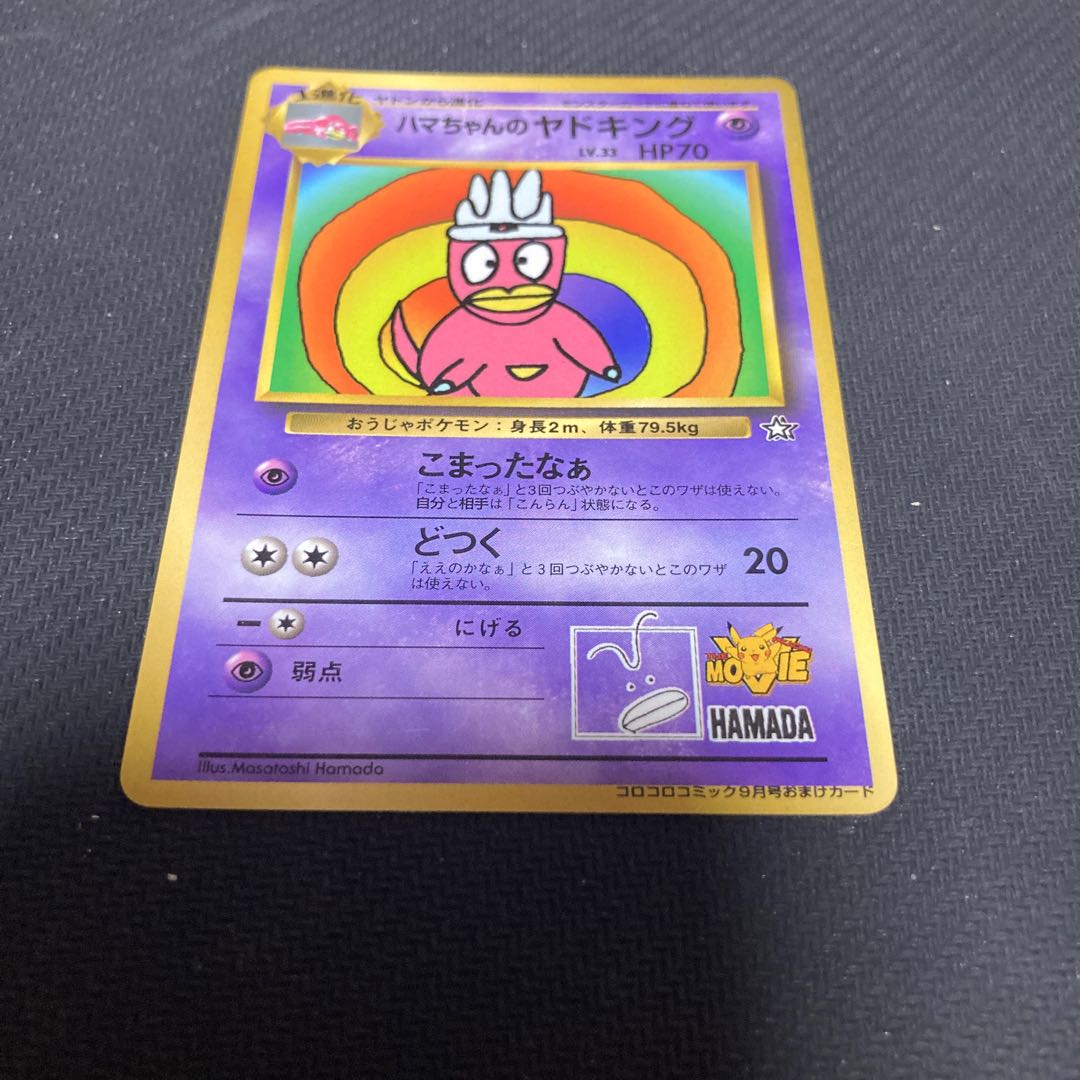 1進化
ヤドンから進化
ハマちゃんのヤドキング
LV.33 HP70
おうじゃポケモン：身長2m、体重79.5kg
こまったなぁ
「こまったなぁ」と3回つぶやかないとこのワザは使えない。
自分と相手は「こんらん」状態になる。
どつく
「ええのかなぁ」と3回つぶやかないとこのワザ
は使えない。
20
にげる
弱点
MOVIE
HAMADA
Illus.Masatoshi Hamada
コロコロコミック9月号おまけカード